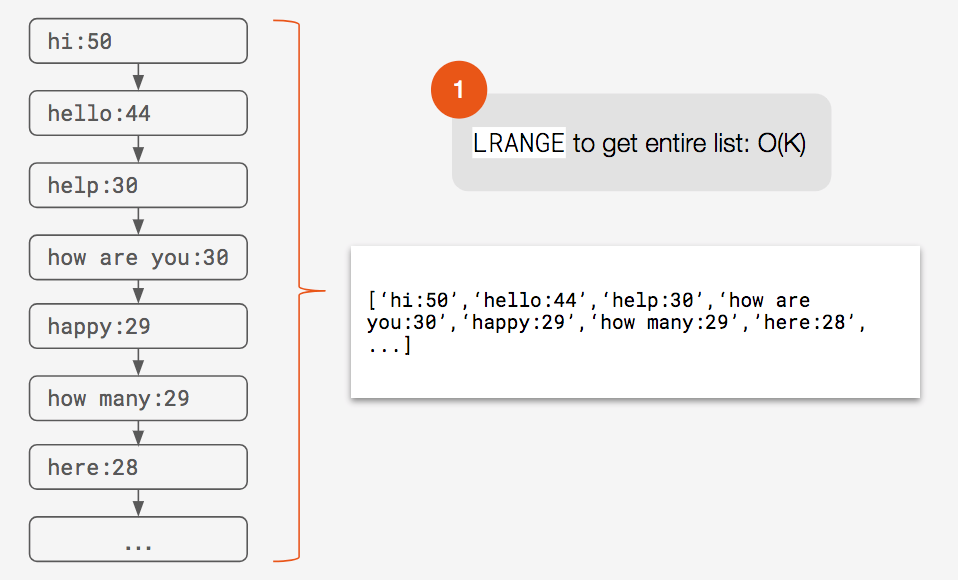 hi:50
hello:44
help:30
how are you:30
happy:29
how many:29
here:28
...
1
LRANGE to get entire list: O(K)
[‘hi:50’,‘hello:44’,‘help:30’,‘how are
you:30’,‘happy:29’,‘how many:29’,’here:28’,
...]